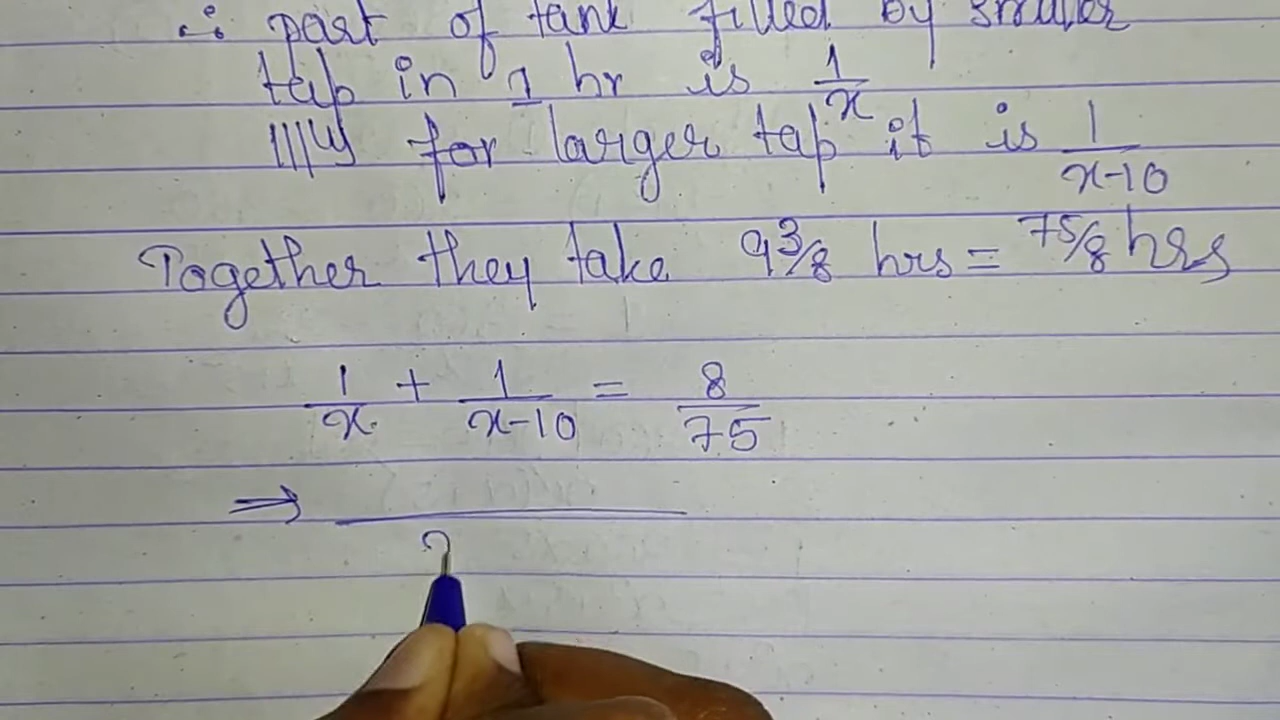 ∴ part of tank filled by smaller
tap in 1 hr is 1/x
|||ly for larger tap it is 1/(x-10)
Together they take 9 3/8 hrs = 75/8 hrs
1/x + 1/(x-10) = 8/75
⇒